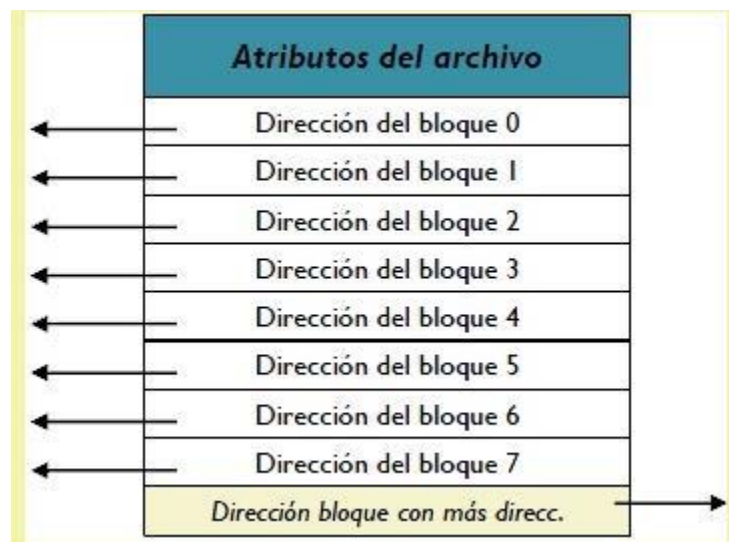 Atributos del archivo
Dirección del bloque 0
Dirección del bloque 1
Dirección del bloque 2
Dirección del bloque 3
Dirección del bloque 4
Dirección del bloque 5
Dirección del bloque 6
Dirección del bloque 7
Dirección bloque con más direcc.